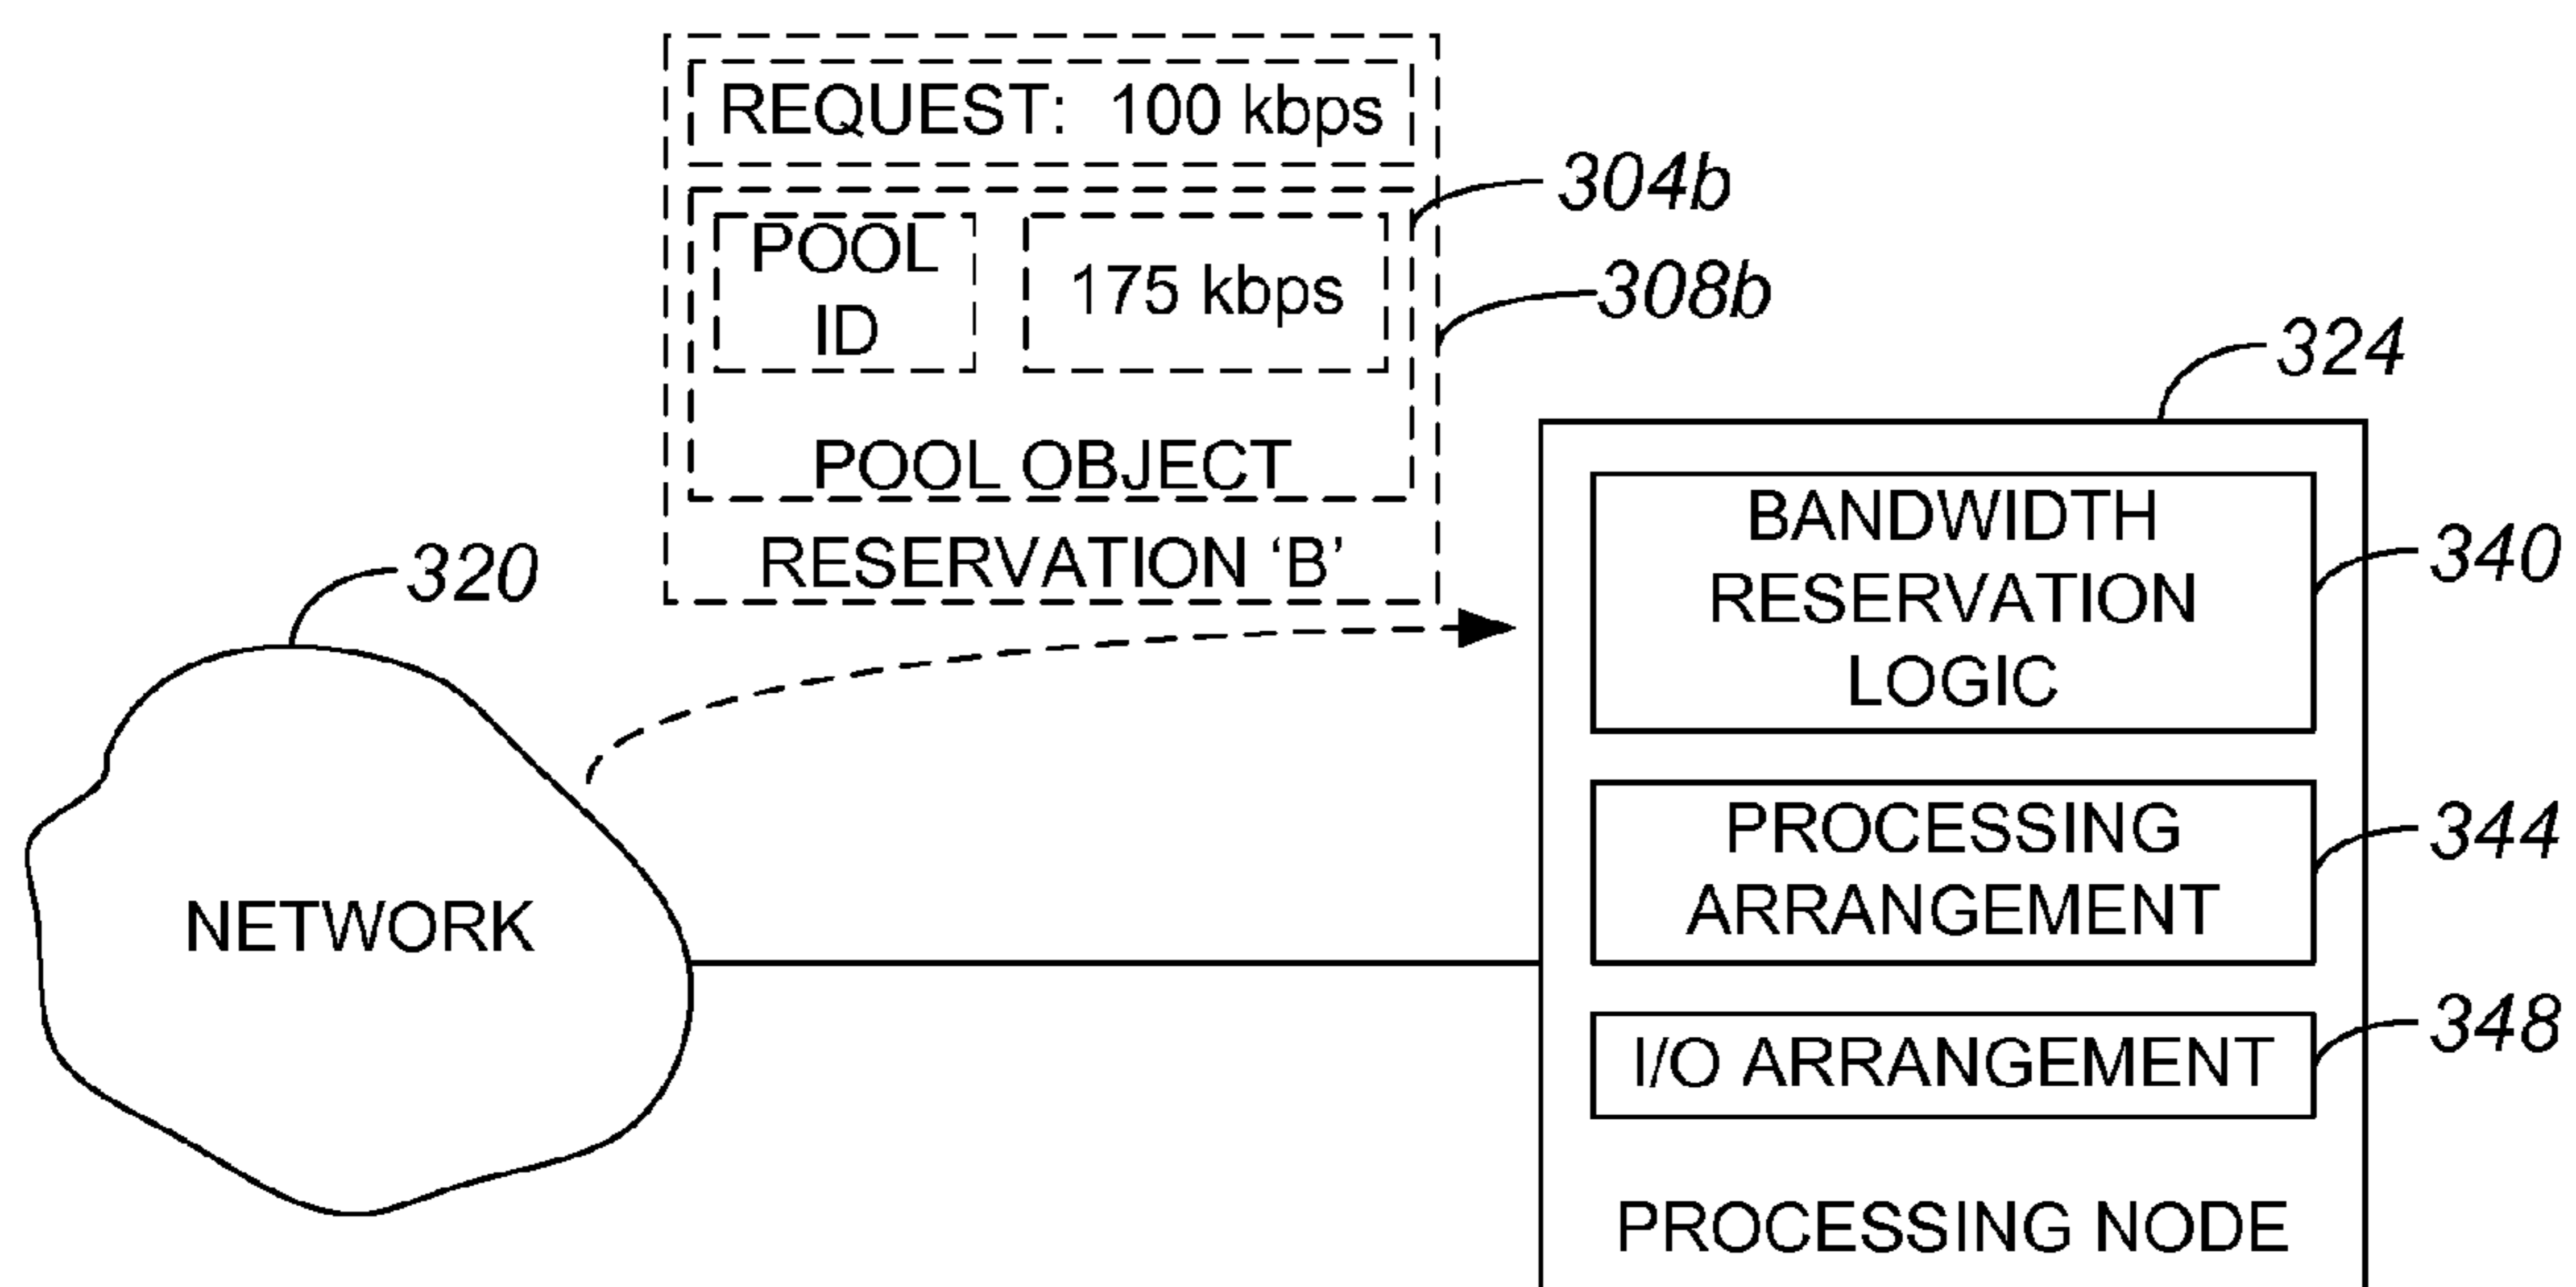 REQUEST: 100 kbps
304b
POOL
ID
175 kbps
308b
POOL OBJECT
RESERVATION ‘B’
324
320
BANDWIDTH
RESERVATION
LOGIC
340
PROCESSING
ARRANGEMENT
344
NETWORK
I/O ARRANGEMENT
348
PROCESSING NODE